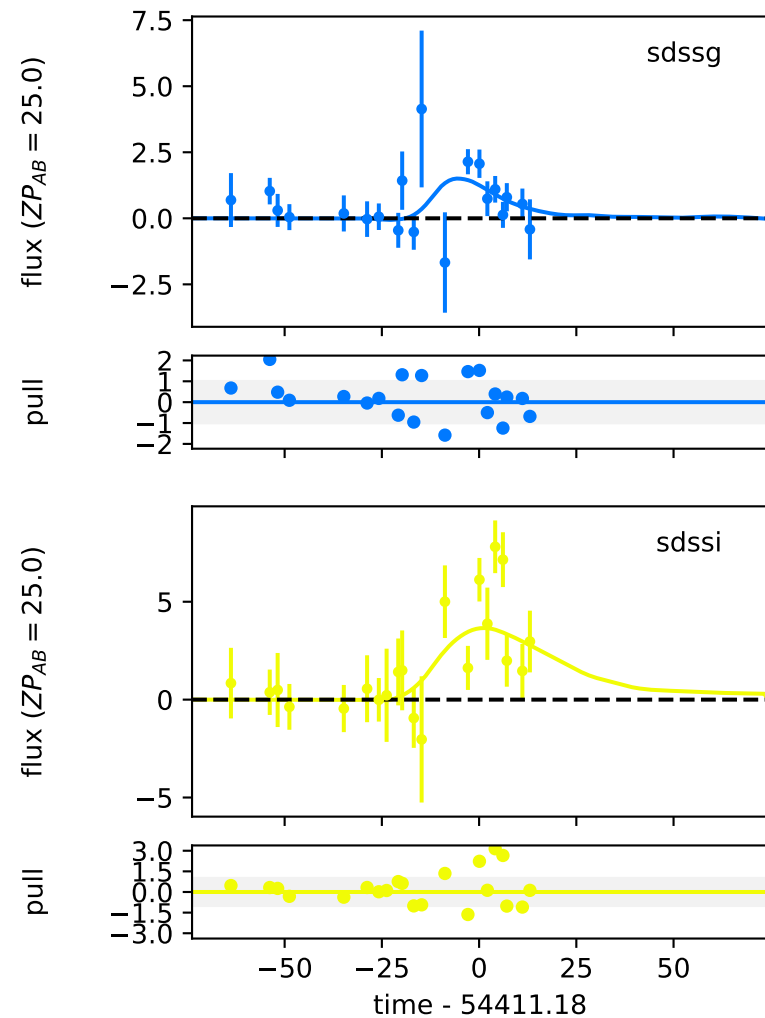 7.5
sdssg
5.0
2.5
0.0
−2.5
flux (ZP_AB = 25.0)
2
1
0
−1
−2
pull
sdssi
5
0
−5
flux (ZP_AB = 25.0)
3.0
1.5
0.0
−1.5
−3.0
pull
−50 −25 0 25 50
time - 54411.18